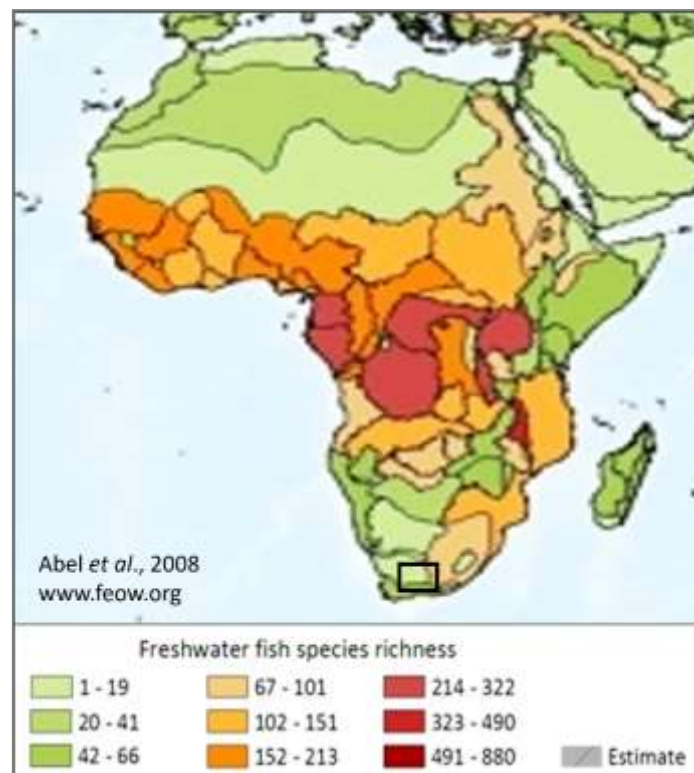 Abel et al., 2008
www.feow.org
Freshwater fish species richness
1 - 19
67 - 101
214 - 322
20 - 41
102 - 151
323 - 490
42 - 66
152 - 213
491 - 880
Estimate